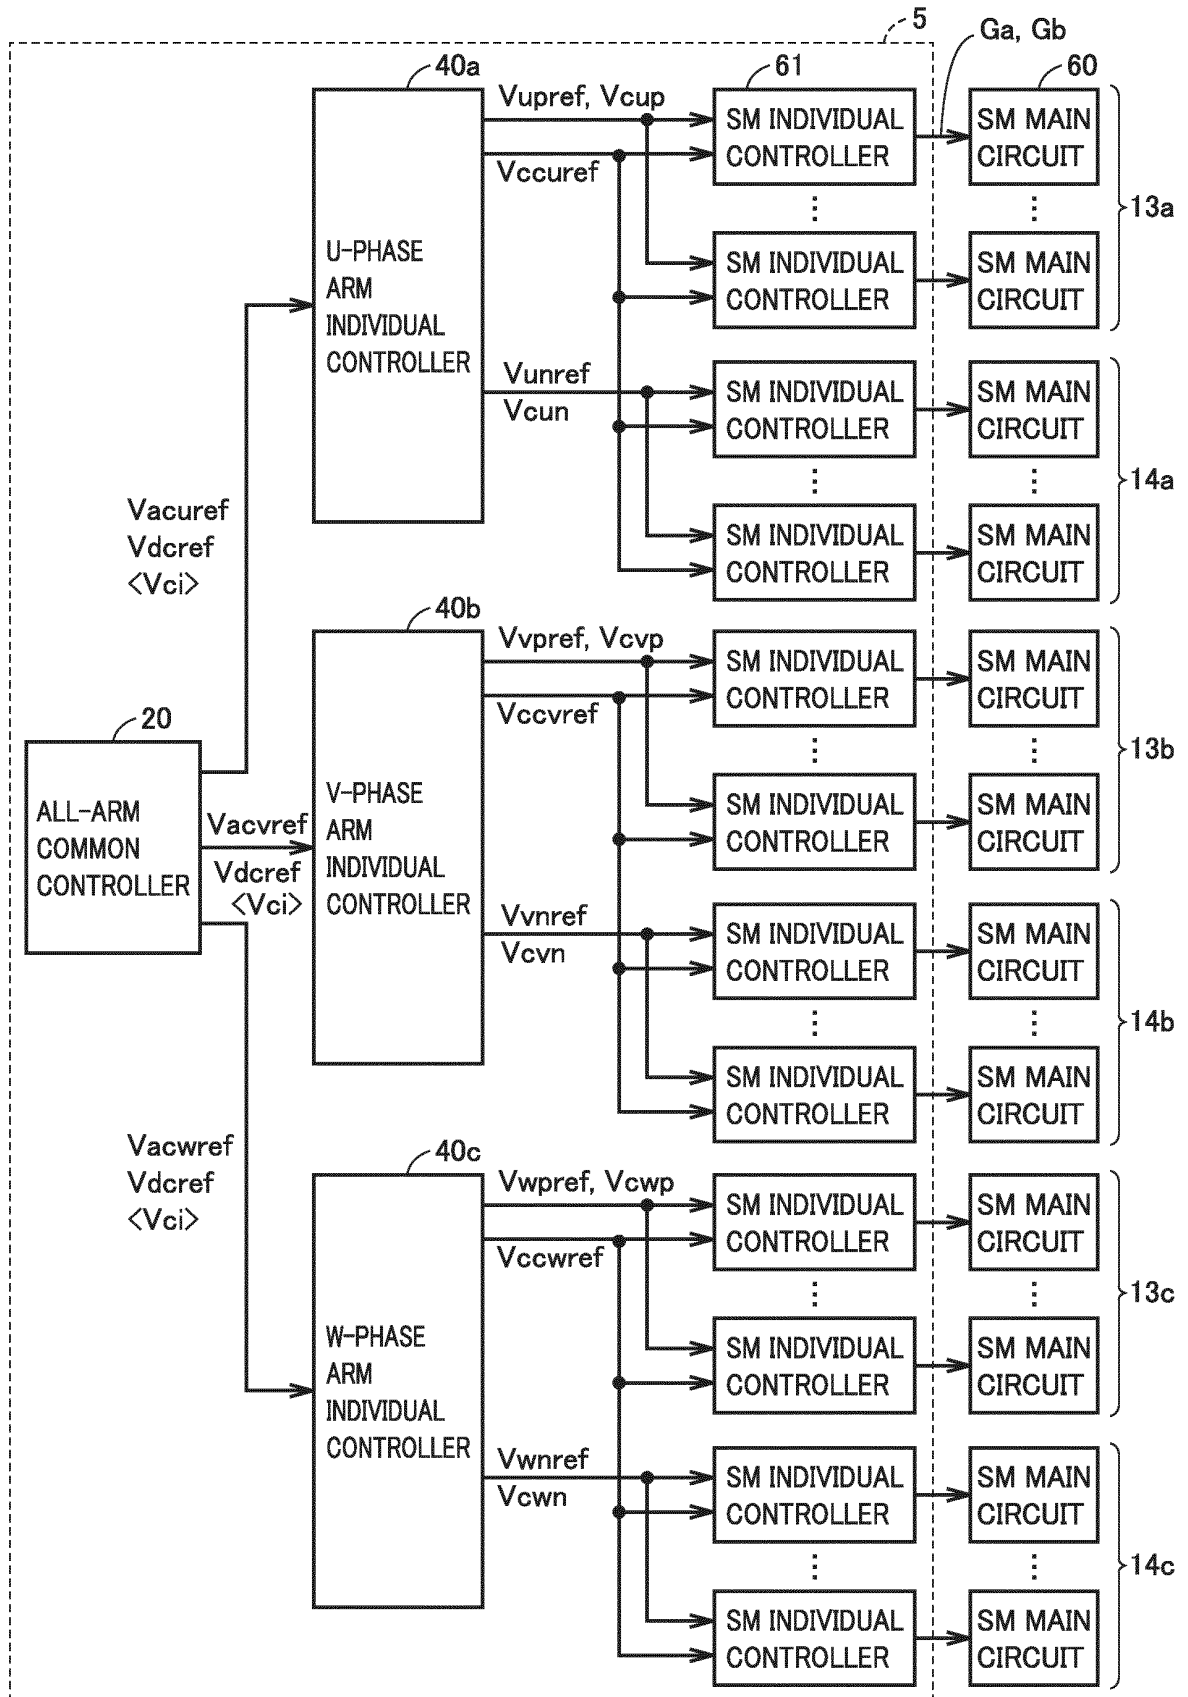 5
Ga, Gb
40a
61
60
Vupref, Vcup
Vccuref
SM INDIVIDUAL
CONTROLLER
SM MAIN
CIRCUIT
13a
U-PHASE
ARM
INDIVIDUAL
CONTROLLER
SM INDIVIDUAL
CONTROLLER
SM MAIN
CIRCUIT
Vunref
Vcun
SM INDIVIDUAL
CONTROLLER
SM MAIN
CIRCUIT
14a
Vacuref
Vdcref
<Vci>
SM INDIVIDUAL
CONTROLLER
SM MAIN
CIRCUIT
40b
Vvpref, Vcvp
Vccvref
SM INDIVIDUAL
CONTROLLER
SM MAIN
CIRCUIT
13b
20
ALL-ARM
COMMON
CONTROLLER
Vacvref
Vdcref
<Vci>
V-PHASE
ARM
INDIVIDUAL
CONTROLLER
SM INDIVIDUAL
CONTROLLER
SM MAIN
CIRCUIT
Vvnref
Vcvn
SM INDIVIDUAL
CONTROLLER
SM MAIN
CIRCUIT
14b
SM INDIVIDUAL
CONTROLLER
SM MAIN
CIRCUIT
Vacwref
Vdcref
<Vci>
40c
Vwpref, Vcwp
Vccwref
SM INDIVIDUAL
CONTROLLER
SM MAIN
CIRCUIT
13c
W-PHASE
ARM
INDIVIDUAL
CONTROLLER
SM INDIVIDUAL
CONTROLLER
SM MAIN
CIRCUIT
Vwnref
Vcwn
SM INDIVIDUAL
CONTROLLER
SM MAIN
CIRCUIT
14c
SM INDIVIDUAL
CONTROLLER
SM MAIN
CIRCUIT